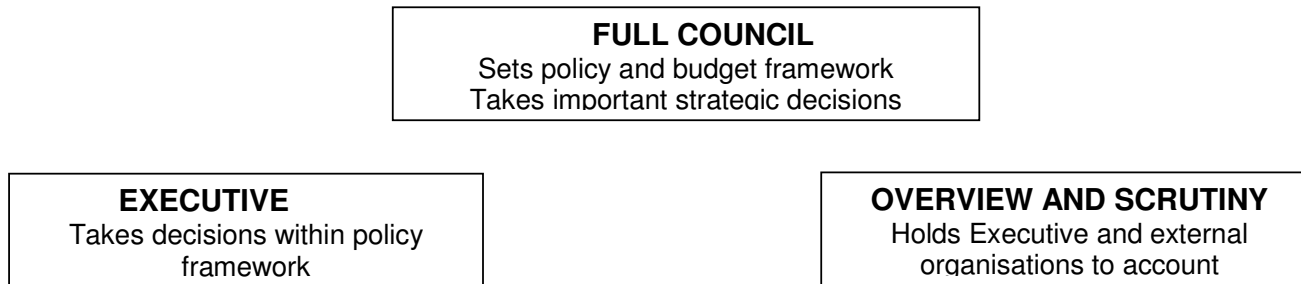 FULL COUNCIL
Sets policy and budget framework
Takes important strategic decisions
EXECUTIVE
Takes decisions within policy
framework
OVERVIEW AND SCRUTINY
Holds Executive and external
organisations to account